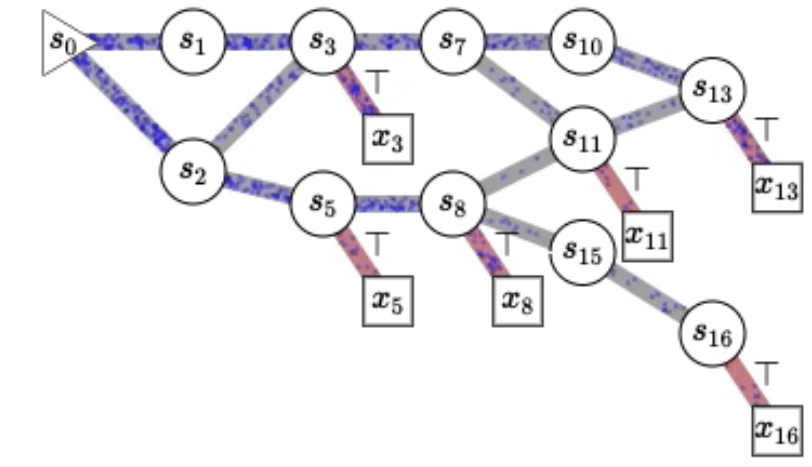 s₀ s₁ s₃ s₇ s₁₀
s₁₃
⊤ ⊤
x₃ s₁₁
s₂ ⊤ x₁₃
s₅ s₈ x₁₁
⊤ ⊤ s₁₅
x₅ x₈
s₁₆
⊤
x₁₆